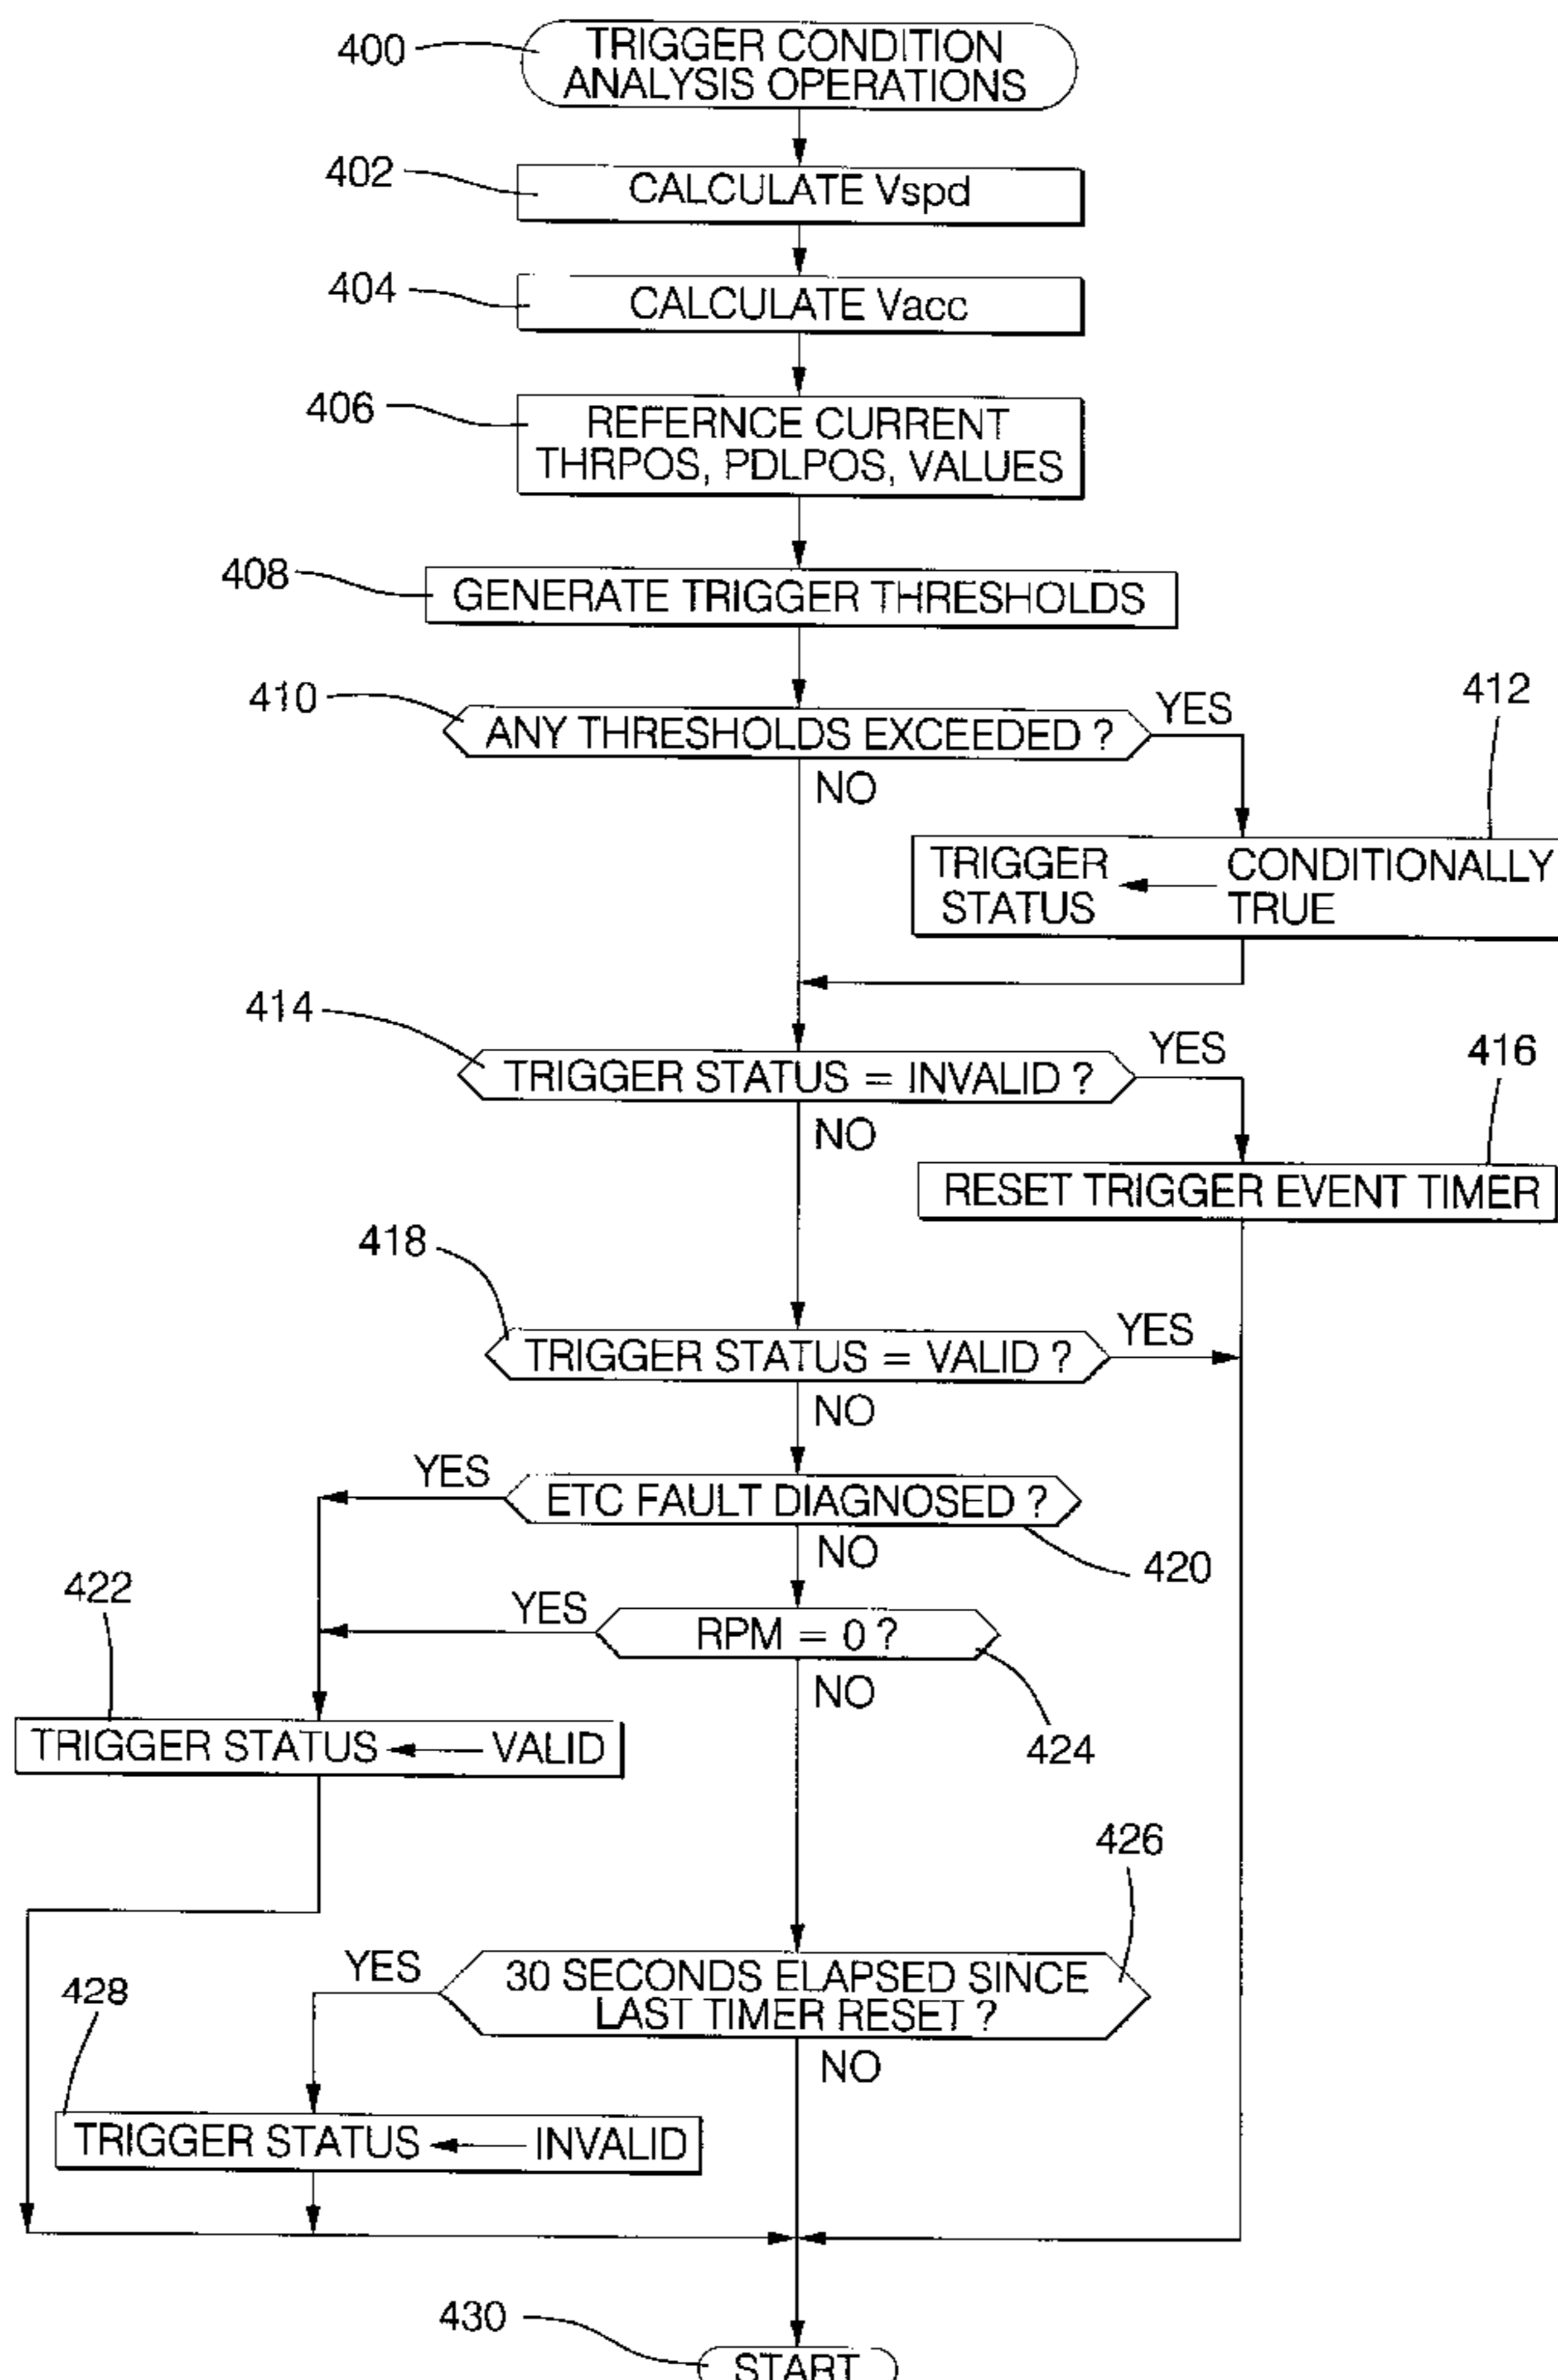 400
TRIGGER CONDITION
ANALYSIS OPERATIONS
402
CALCULATE Vspd
404
CALCULATE Vacc
406
REFERNCE CURRENT
THRPOS, PDLPOS, VALUES
408
GENERATE TRIGGER THRESHOLDS
410
ANY THRESHOLDS EXCEEDED ?
YES
412
NO
TRIGGER
STATUS
CONDITIONALLY
TRUE
414
TRIGGER STATUS = INVALID ?
YES
416
NO
RESET TRIGGER EVENT TIMER
418
TRIGGER STATUS = VALID ?
YES
NO
YES
ETC FAULT DIAGNOSED ?
NO
420
422
YES
RPM = 0 ?
NO
424
TRIGGER STATUS ← VALID
426
YES
30 SECONDS ELAPSED SINCE
LAST TIMER RESET ?
428
NO
TRIGGER STATUS ← INVALID
430
START